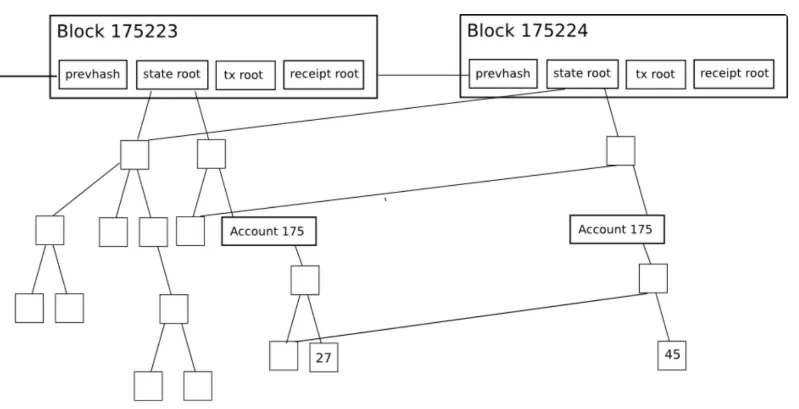 Block 175223
prevhash
state root
tx root
receipt root
Block 175224
prevhash
state root
tx root
receipt root
Account 175
Account 175
27
45